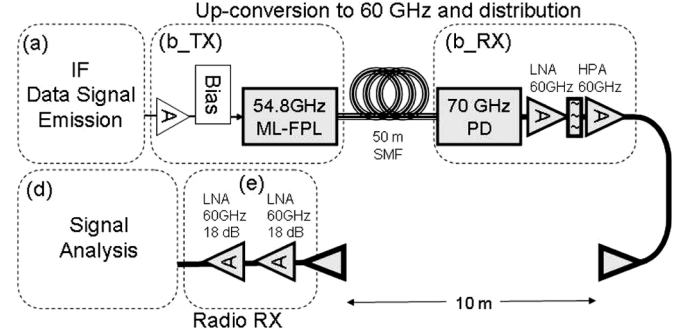 Up-conversion to 60 GHz and distribution
(a)
IF
Data Signal
Emission
(b_TX)
A
Bias
54.8GHz
ML-FPL
50 m
SMF
(b_RX)
70 GHz
PD
LNA
60GHz
A
HPA
60GHz
A
(d)
Signal
Analysis
(e)
LNA
60GHz
18 dB
A
LNA
60GHz
18 dB
A
Radio RX
10 m